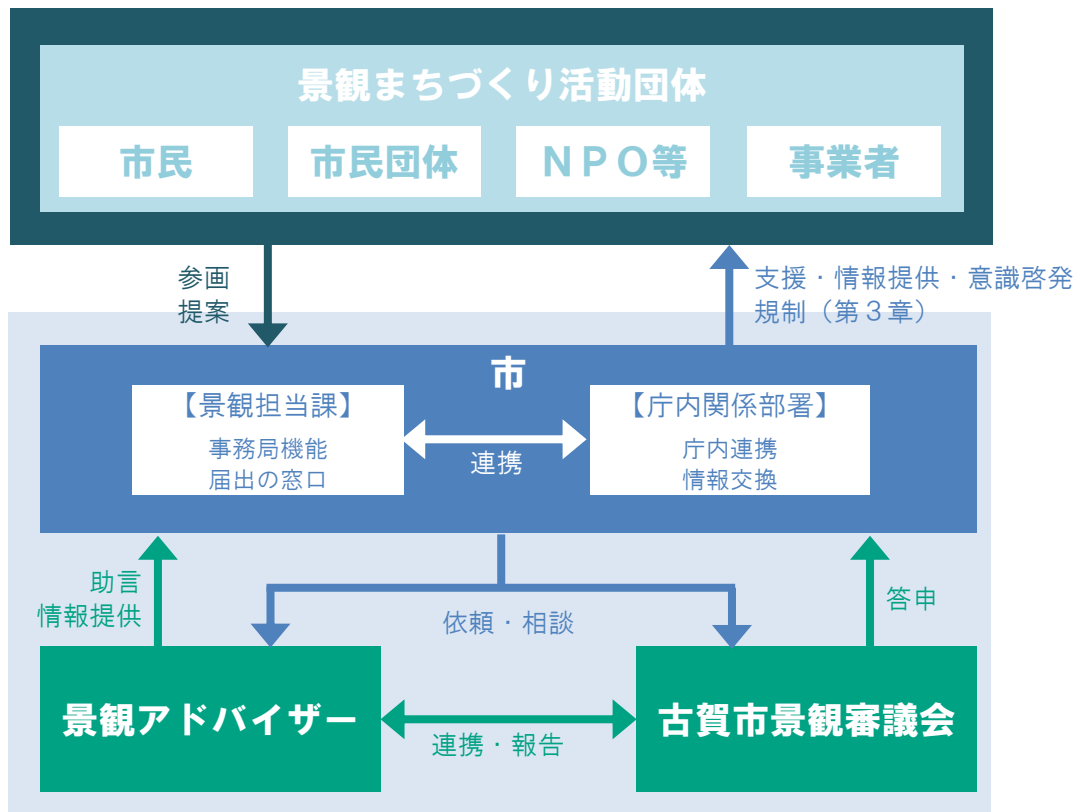 景観まちづくり活動団体
市民
市民団体
ＮＰＯ等
事業者
参画
提案
支援・情報提供・意識啓発
規制（第３章）
市
【景観担当課】
事務局機能
届出の窓口
連携
【庁内関係部署】
庁内連携
情報交換
助言
情報提供
依頼・相談
答申
景観アドバイザー
連携・報告
古賀市景観審議会